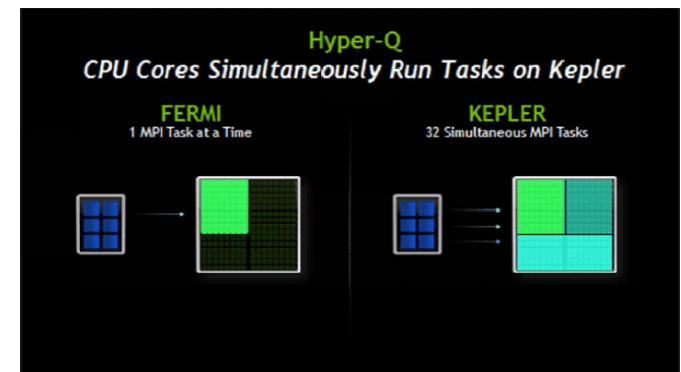 Hyper-Q
CPU Cores Simultaneously Run Tasks on Kepler
FERMI
1 MPI Task at a Time
KEPLER
32 Simultaneous MPI Tasks